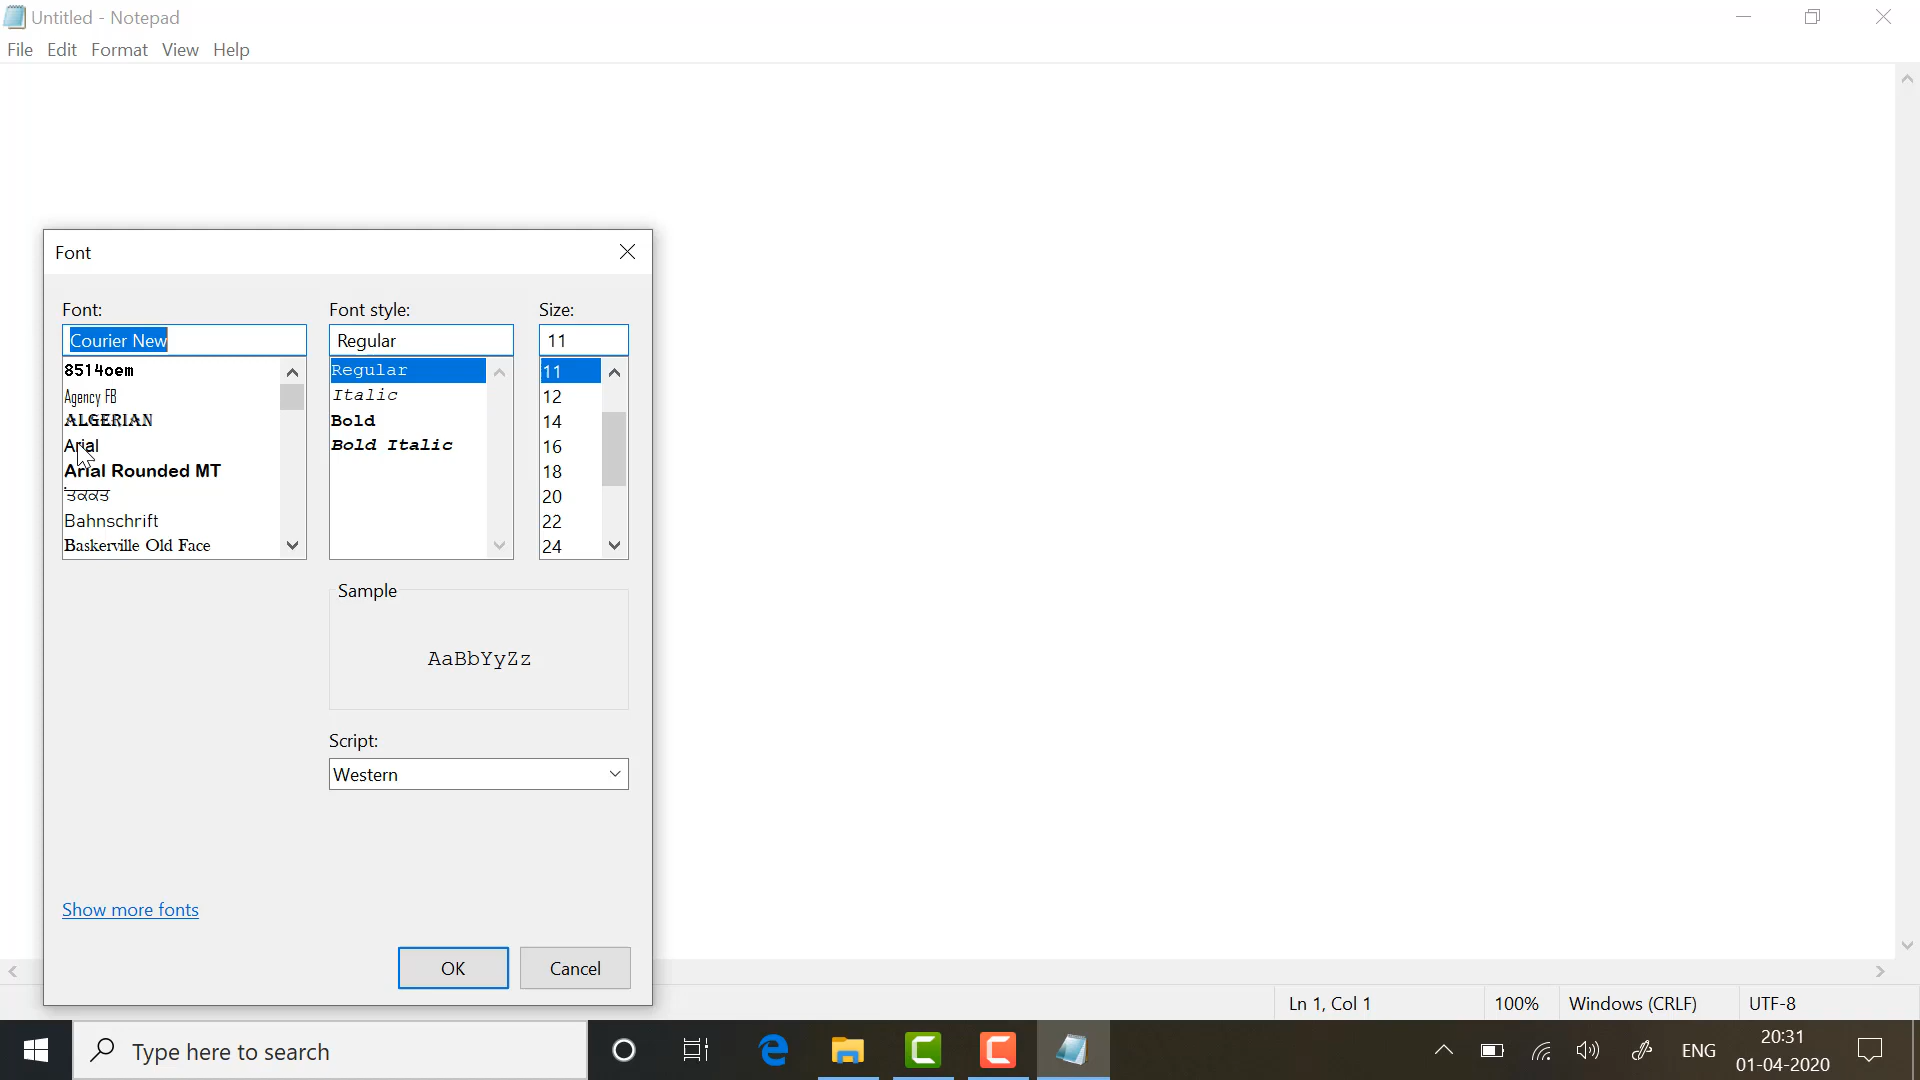 Untitled - Notepad
File Edit Format View Help
Font
Font: Font style: Size:
Courier New Regular 11
8514oem Regular 11
Agency FB Italic 12
ALGERIAN Bold 14
Arial Bold Italic 16
Arial Rounded MT 18
20
Bahnschrift 22
Baskerville Old Face 24
Sample
AaBbYyZz
Script:
Western
Show more fonts
OK Cancel
Ln 1, Col 1 100% Windows (CRLF) UTF-8
Type here to search ENG 20:31
01-04-2020